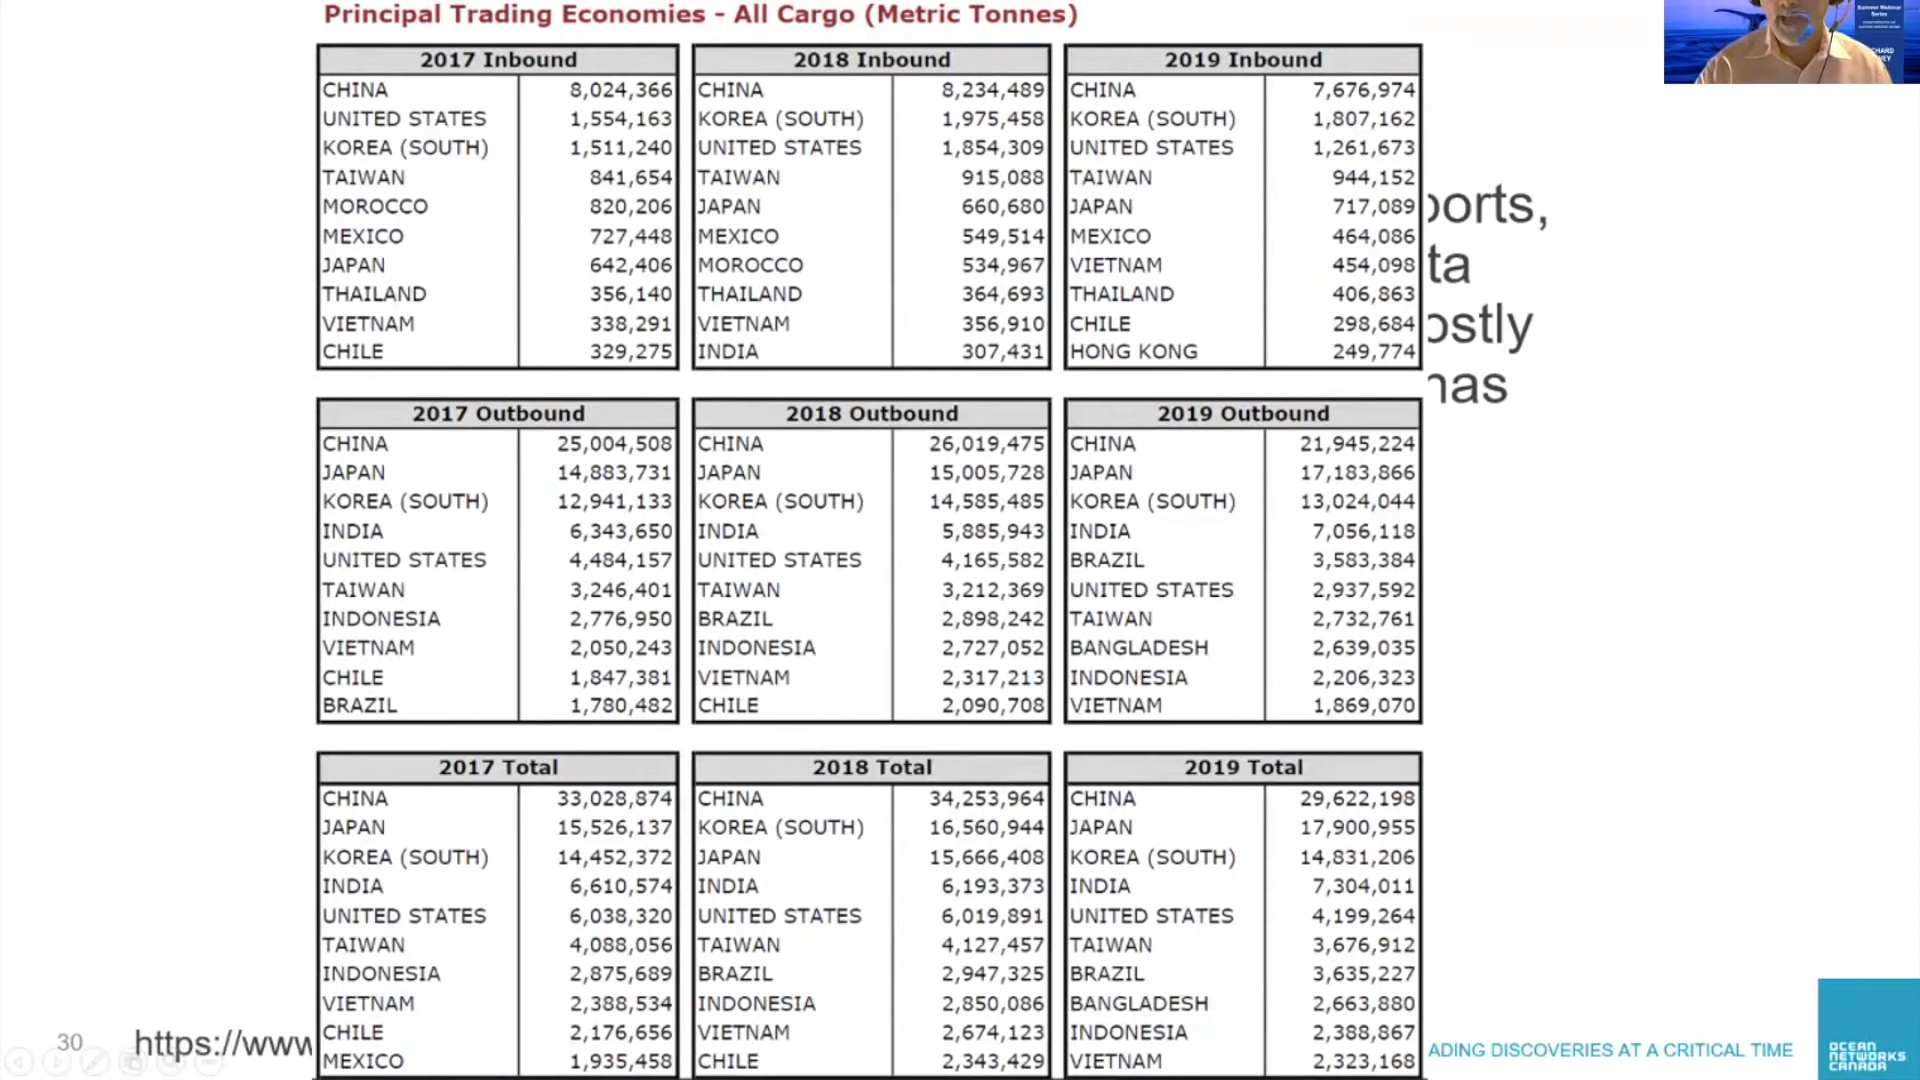 Principal Trading Economies - All Cargo (Metric Tonnes)
2017 Inbound
CHINA 8,024,366
UNITED STATES 1,554,163
KOREA (SOUTH) 1,511,240
TAIWAN 841,654
MOROCCO 820,206
MEXICO 727,448
JAPAN 642,406
THAILAND 356,140
VIETNAM 338,291
CHILE 329,275
2018 Inbound
CHINA 8,234,489
KOREA (SOUTH) 1,975,458
UNITED STATES 1,854,309
TAIWAN 915,088
JAPAN 660,680
MEXICO 549,514
MOROCCO 534,967
THAILAND 364,693
VIETNAM 356,910
INDIA 307,431
2019 Inbound
CHINA 7,676,974
KOREA (SOUTH) 1,807,162
UNITED STATES 1,261,673
TAIWAN 944,152
JAPAN 717,089
MEXICO 464,086
VIETNAM 454,098
THAILAND 406,863
CHILE 298,684
HONG KONG 249,774
2017 Outbound
CHINA 25,004,508
JAPAN 14,883,731
KOREA (SOUTH) 12,941,133
INDIA 6,343,650
UNITED STATES 4,484,157
TAIWAN 3,246,401
INDONESIA 2,776,950
VIETNAM 2,050,243
CHILE 1,847,381
BRAZIL 1,780,482
2018 Outbound
CHINA 26,019,475
JAPAN 15,005,728
KOREA (SOUTH) 14,585,485
INDIA 5,885,943
UNITED STATES 4,165,582
TAIWAN 3,212,369
BRAZIL 2,898,242
INDONESIA 2,727,052
VIETNAM 2,317,213
CHILE 2,090,708
2019 Outbound
CHINA 21,945,224
JAPAN 17,183,866
KOREA (SOUTH) 13,024,044
INDIA 7,056,118
BRAZIL 3,583,384
UNITED STATES 2,937,592
TAIWAN 2,732,761
BANGLADESH 2,639,035
INDONESIA 2,206,323
VIETNAM 1,869,070
2017 Total
CHINA 33,028,874
JAPAN 15,526,137
KOREA (SOUTH) 14,452,372
INDIA 6,610,574
UNITED STATES 6,038,320
TAIWAN 4,088,056
INDONESIA 2,875,689
VIETNAM 2,388,534
CHILE 2,176,656
MEXICO 1,935,458
2018 Total
CHINA 34,253,964
KOREA (SOUTH) 16,560,944
JAPAN 15,666,408
INDIA 6,193,373
UNITED STATES 6,019,891
TAIWAN 4,127,457
BRAZIL 2,947,325
INDONESIA 2,850,086
VIETNAM 2,674,123
CHILE 2,343,429
2019 Total
CHINA 29,622,198
JAPAN 17,900,955
KOREA (SOUTH) 14,831,206
INDIA 7,304,011
UNITED STATES 4,199,264
TAIWAN 3,676,912
BRAZIL 3,635,227
BANGLADESH 2,663,880
INDONESIA 2,388,867
VIETNAM 2,323,168
orts,
ta
ostly
has
Summer Webinar
Series
30
https://www
ADING DISCOVERIES AT A CRITICAL TIME
OCEAN
NETWORKS
CANADA